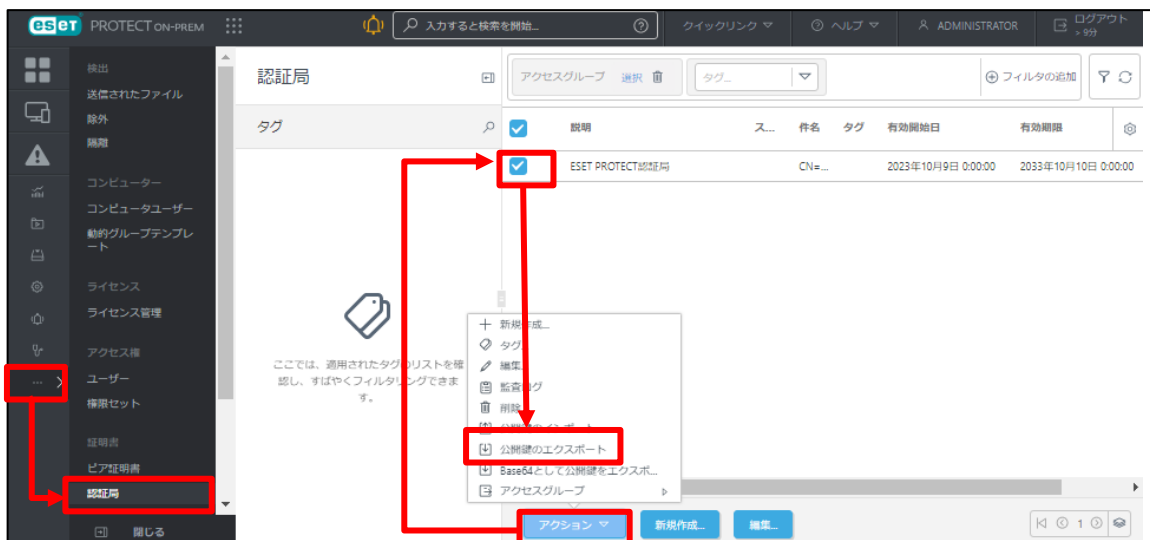 eset PROTECT ON-PREM
入力すると検索を開始...
クイックリンク
ヘルプ
ADMINISTRATOR
ログアウト
> 9分
検出
送信されたファイル
除外
隔離
コンピューター
コンピュータユーザー
動的グループテンプレ
ート
ライセンス
ライセンス管理
アクセス権
ユーザー
権限セット
証明書
ピア証明書
認証局
閉じる
認証局
タグ
ここでは、適用されたタグのリストを確
認し、すばやくフィルタリングできま
す。
アクセスグループ 選択
タグ...
フィルタの追加
説明 ス... 件名 タグ 有効開始日 有効期限
ESET PROTECT認証局 CN=... 2023年10月9日 0:00:00 2033年10月10日 0:00:00
新規作成...
タグ
編集
監査ログ
削除
公開鍵のインポート
公開鍵のエクスポート
Base64として公開鍵をエクスポ...
アクセスグループ
アクション
新規作成...
編集...
1